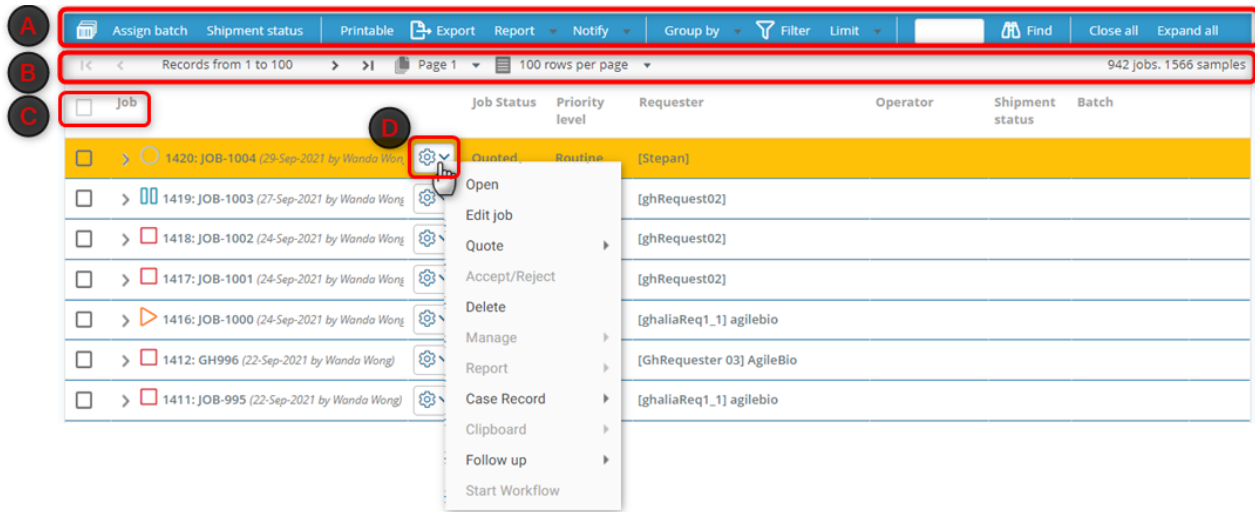 A
Assign batch Shipment status Printable Export Report Notify Group by Filter Limit Find Close all Expand all
B
Records from 1 to 100 Page 1 100 rows per page 942 jobs. 1566 samples
C
Job Job Status Priority level Requester Operator Shipment status Batch
D
1420: JOB-1004 (29-Sep-2021 by Wanda Won Quoted, Routine [Stepan]
1419: JOB-1003 (27-Sep-2021 by Wanda Wong [ghRequest02]
1418: JOB-1002 (24-Sep-2021 by Wanda Wong [ghRequest02]
1417: JOB-1001 (24-Sep-2021 by Wanda Wong [ghRequest02]
1416: JOB-1000 (24-Sep-2021 by Wanda Wong [ghaliaReq1_1] agilebio
1412: GH996 (22-Sep-2021 by Wanda Wong) [GhRequester 03] AgileBio
1411: JOB-995 (22-Sep-2021 by Wanda Wong) [ghaliaReq1_1] agilebio
Open
Edit job
Quote
Accept/Reject
Delete
Manage
Report
Case Record
Clipboard
Follow up
Start Workflow